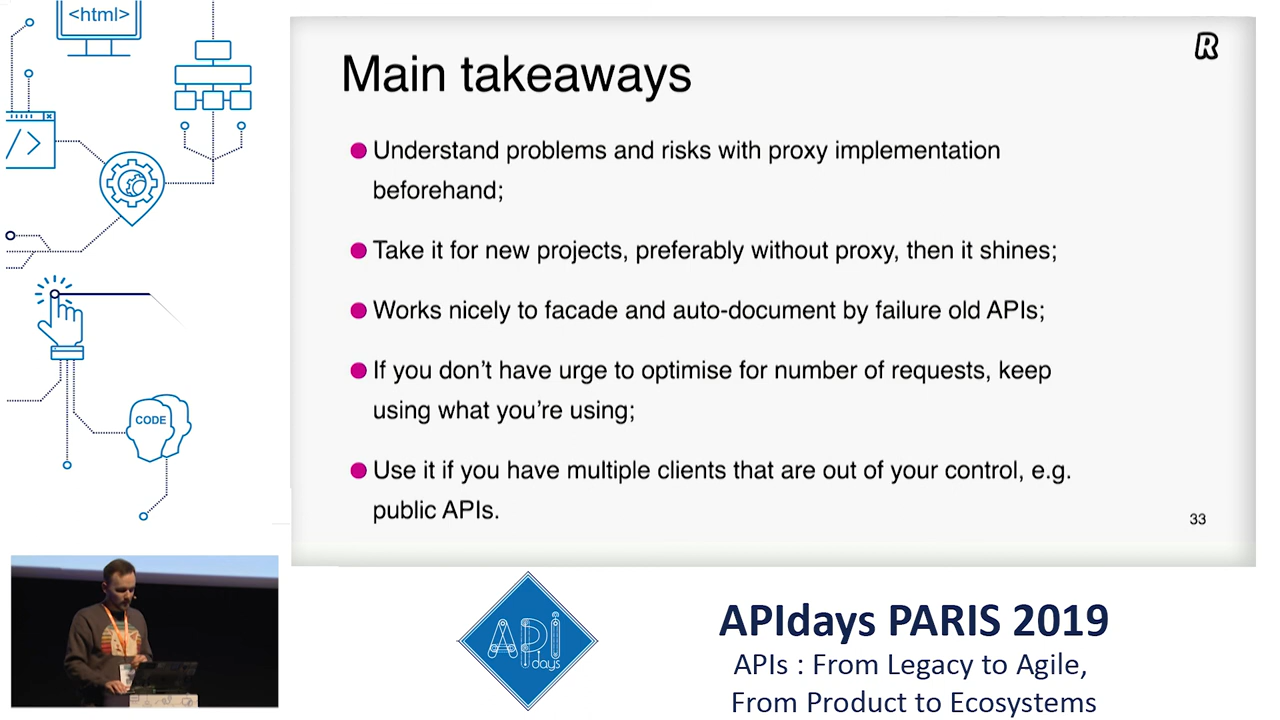 <html>
</>
CODE
R
Main takeaways
Understand problems and risks with proxy implementation
beforehand;
Take it for new projects, preferably without proxy, then it shines;
Works nicely to facade and auto-document by failure old APIs;
If you don't have urge to optimise for number of requests, keep
using what you're using;
Use it if you have multiple clients that are out of your control, e.g.
public APIs.
33
API
days
APIdays PARIS 2019
APIs : From Legacy to Agile,
From Product to Ecosystems